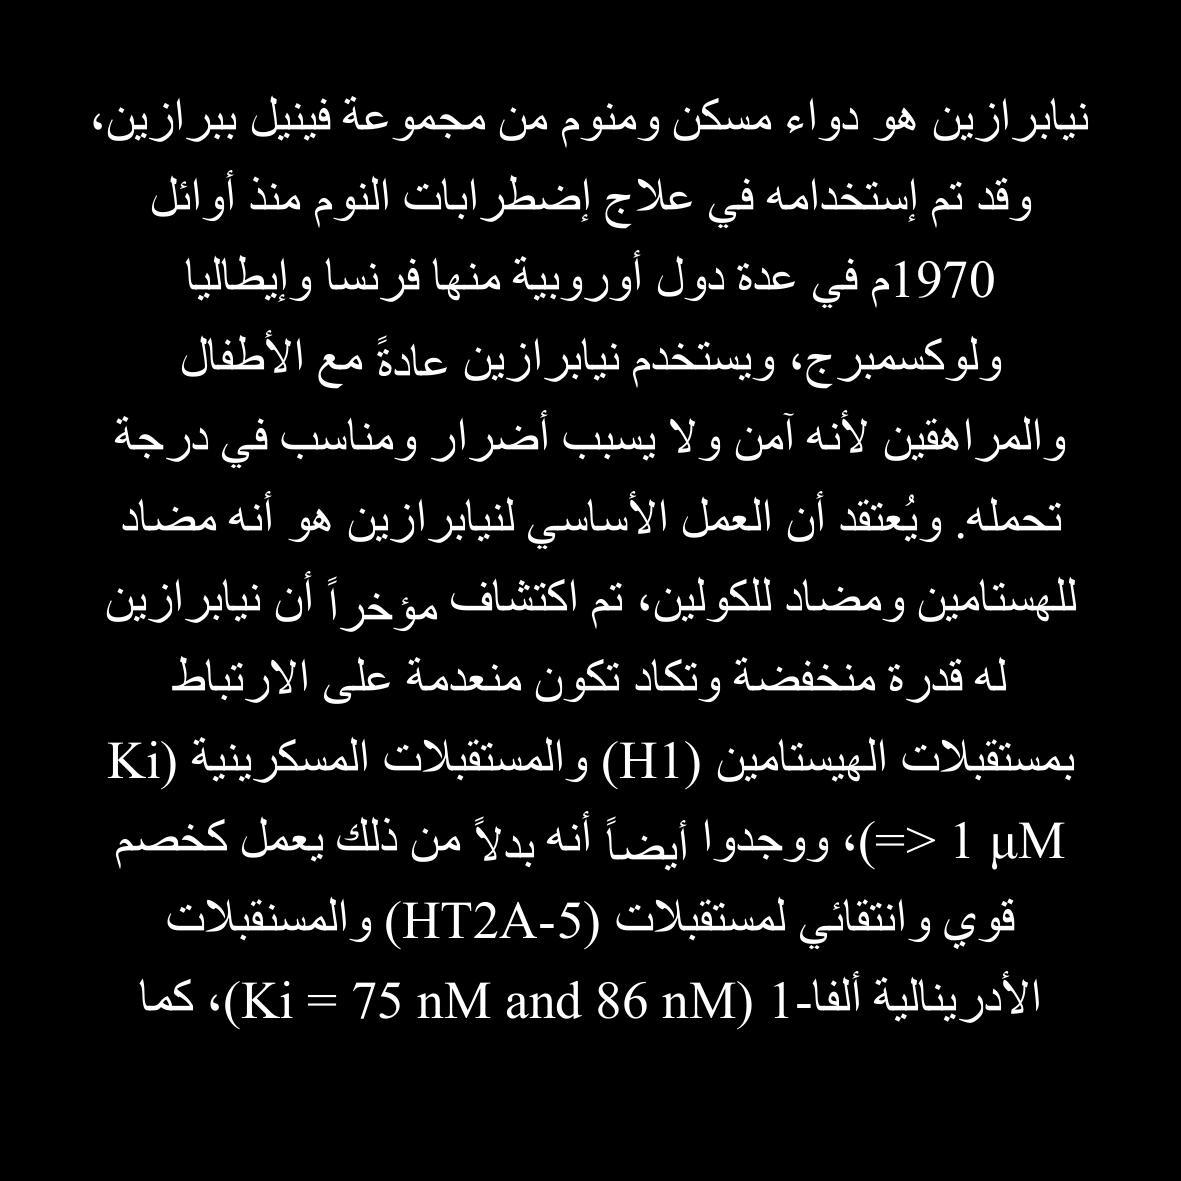 نيابرازين هو دواء مسكن ومنوم من مجموعة فينيل ببرازين،
وقد تم إستخدامه في علاج إضطرابات النوم منذ أوائل
1970م في عدة دول أوروبية منها فرنسا وإيطاليا
ولوكسمبرج، ويستخدم نيابرازين عادةً مع الأطفال
والمراهقين لأنه آمن ولا يسبب أضرار ومناسب في درجة
تحمله. ويُعتقد أن العمل الأساسي لنيابرازين هو أنه مضاد
للهستامين ومضاد للكولين، تم اكتشاف مؤخراً أن نيابرازين
له قدرة منخفضة وتكاد تكون منعدمة على الارتباط
بمستقبلات الهيستامين (H1) والمستقبلات المسكرينية (Ki
=> 1 μM)، ووجدوا أيضاً أنه بدلاً من ذلك يعمل كخصم
قوي وانتقائي لمستقبلات (5-HT2A) والمسنقبلات
الأدرينالية ألفا-1 (Ki = 75 nM and 86 nM)، كما